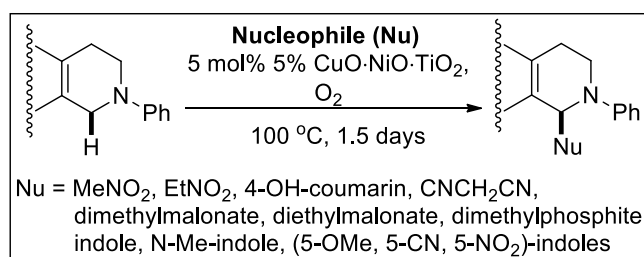 Nucleophile (Nu)
5 mol% 5% CuO·NiO·TiO₂,
O₂
100 °C, 1.5 days
N
Ph
H
N
Ph
Nu
Nu = MeNO₂, EtNO₂, 4-OH-coumarin, CNCH₂CN,
dimethylmalonate, diethylmalonate, dimethylphosphite
indole, N-Me-indole, (5-OMe, 5-CN, 5-NO₂)-indoles